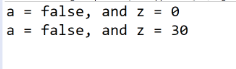 a = false, and z = 0
a = false, and z = 30